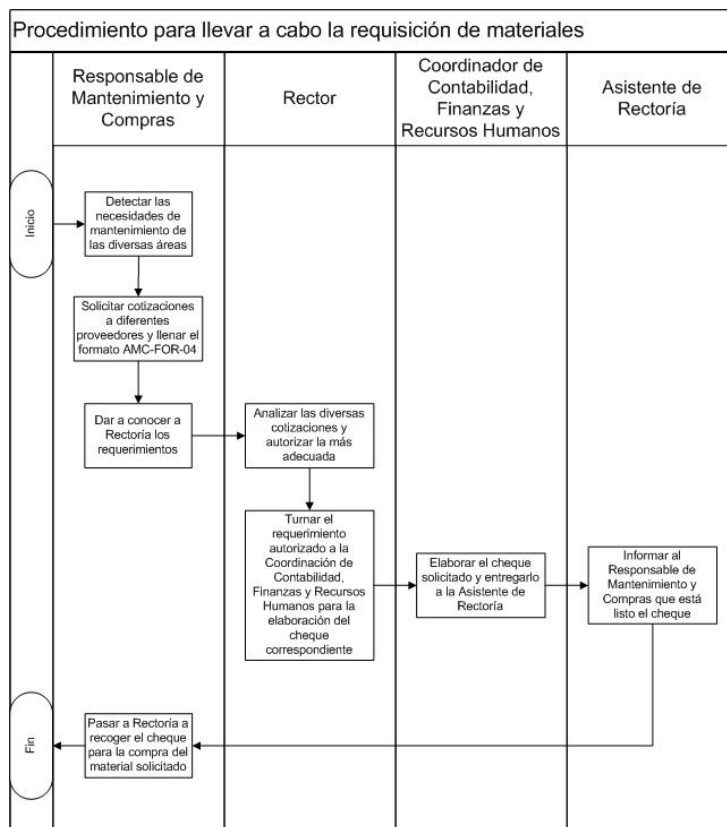 Procedimiento para llevar a cabo la requisición de materiales
Responsable de
Mantenimiento y
Compras
Rector
Coordinador de
Contabilidad,
Finanzas y
Recursos Humanos
Asistente de
Rectoría
Inicio
Detectar las
necesidades de
mantenimiento de
las diversas áreas
Solicitar cotizaciones
a diferentes
proveedores y llenar el
formato AMC-FOR-04
Dar a conocer a
Rectoría los
requerimientos
Analizar las diversas
cotizaciones y
autorizar la más
adecuada
Turnar el
requerimiento
autorizado a la
Coordinación de
Contabilidad,
Finanzas y Recursos
Humanos para la
elaboración del
cheque
correspondiente
Elaborar el cheque
solicitado y entregarlo
a la Asistente de
Rectoría
Informar al
Responsable de
Mantenimiento y
Compras que está
listo el cheque
Pasar a Rectoría a
recoger el cheque
para la compra del
material solicitado
Fin